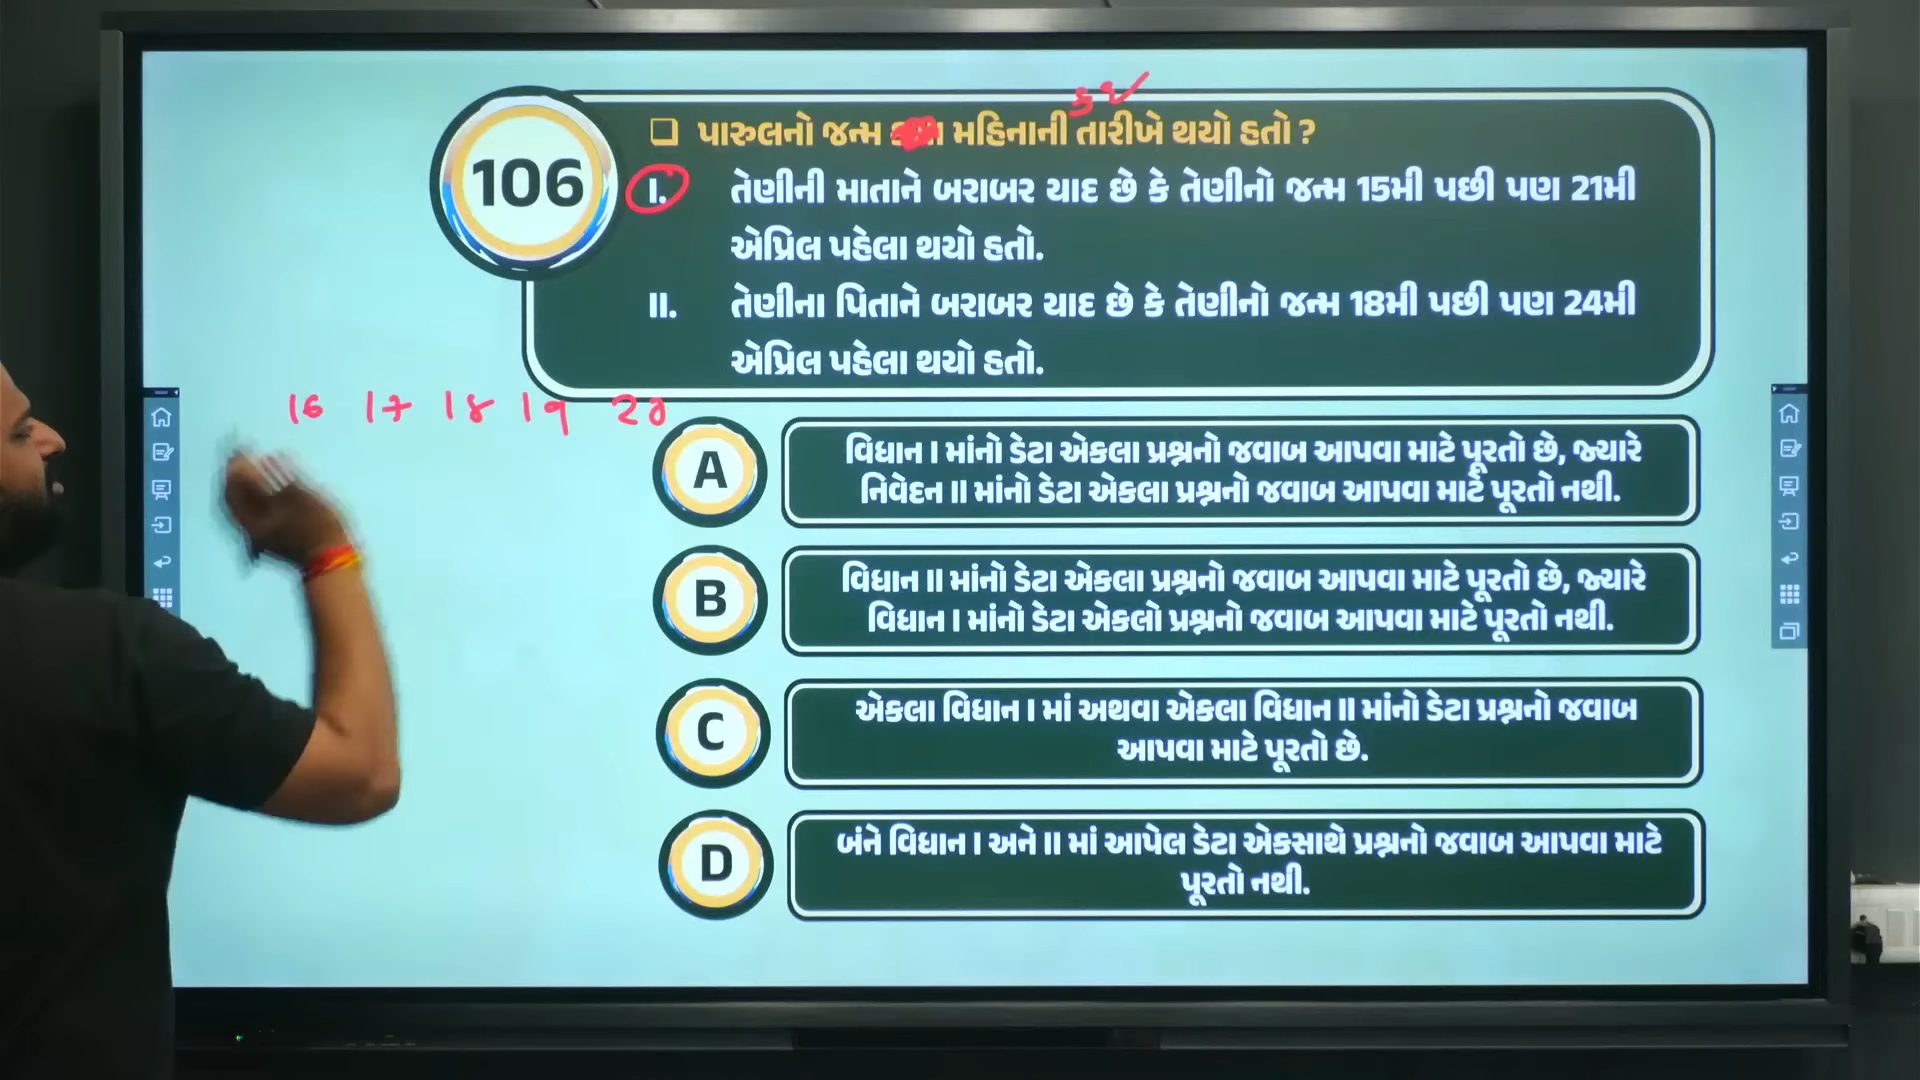 106
❑ પારુલનો જન્મ મહિનાની તારીખે થયો હતો ?
I. તેણીની માતાને બરાબર યાદ છે કે તેણીનો જન્મ 15મી પછી પણ 21મી
એપ્રિલ પહેલા થયો હતો.
II. તેણીના પિતાને બરાબર યાદ છે કે તેણીનો જન્મ 18મી પછી પણ 24મી
એપ્રિલ પહેલા થયો હતો.
16 17 18 19 20
A
વિધાન I માંનો ડેટા એકલા પ્રશ્નનો જવાબ આપવા માટે પૂરતો છે, જ્યારે
નિવેદન II માંનો ડેટા એકલા પ્રશ્નનો જવાબ આપવા માટે પૂરતો નથી.
B
વિધાન II માંનો ડેટા એકલા પ્રશ્નનો જવાબ આપવા માટે પૂરતો છે, જ્યારે
વિધાન I માંનો ડેટા એકલો પ્રશ્નનો જવાબ આપવા માટે પૂરતો નથી.
C
એકલા વિધાન I માં અથવા એકલા વિધાન II માંનો ડેટા પ્રશ્નનો જવાબ
આપવા માટે પૂરતો છે.
D
બંને વિધાન I અને II માં આપેલ ડેટા એકસાથે પ્રશ્નનો જવાબ આપવા માટે
પૂરતો નથી.